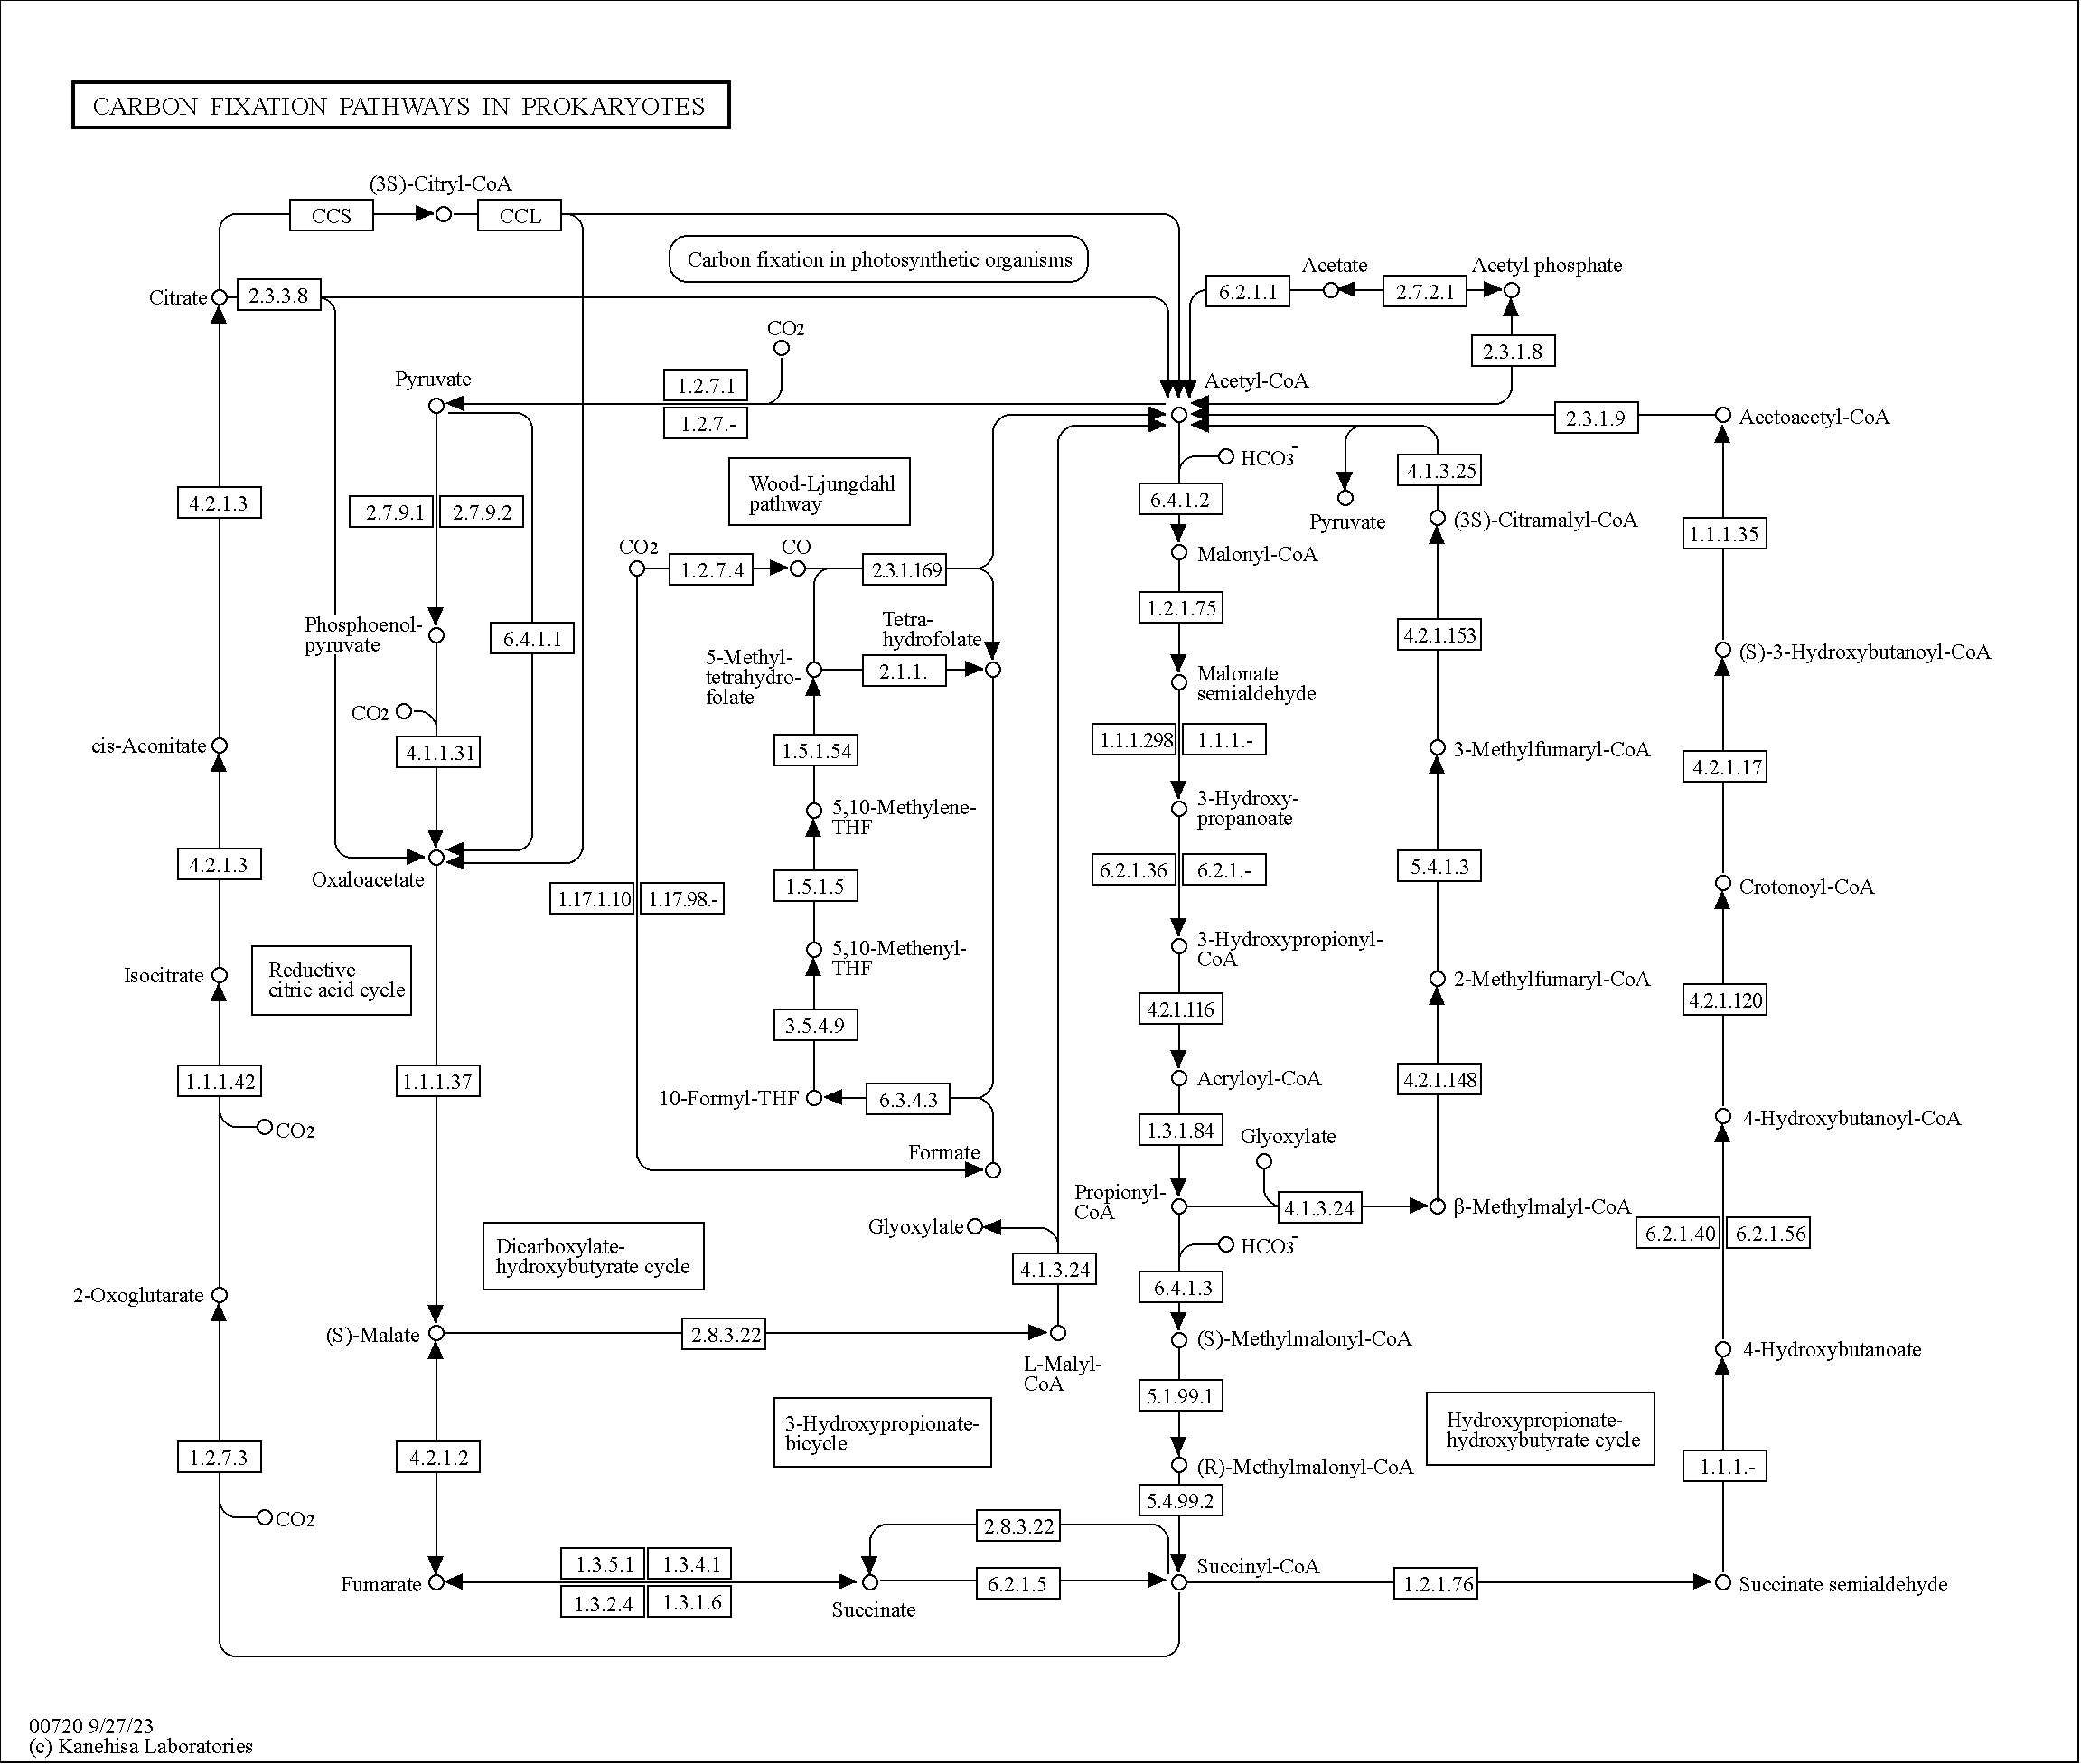 CARBON FIXATION PATHWAYS IN PROKARYOTES
(3S)-Citryl-CoA
CCS
CCL
Carbon fixation in photosynthetic organisms
Acetate
Acetyl phosphate
Citrate
2.3.3.8
6.2.1.1
2.7.2.1
CO2
2.3.1.8
Pyruvate
1.2.7.1
Acetyl-CoA
1.2.7.-
2.3.1.9
Acetoacetyl-CoA
HCO3-
4.1.3.25
Wood-Ljungdahl
pathway
4.2.1.3
2.7.9.1
2.7.9.2
6.4.1.2
Pyruvate
(3S)-Citramalyl-CoA
1.1.1.35
CO2
1.2.7.4
CO
2.3.1.169
Malonyl-CoA
1.2.1.75
Phosphoenol-
pyruvate
6.4.1.1
Tetra-
hydrofolate
4.2.1.153
(S)-3-Hydroxybutanoyl-CoA
5-Methyl-
tetrahydro-
folate
2.1.1.
Malonate
semialdehyde
CO2
cis-Aconitate
4.1.1.31
1.5.1.54
1.1.1.298
1.1.1.-
3-Methylfumaryl-CoA
4.2.1.17
5,10-Methylene-
THF
3-Hydroxy-
propanoate
4.2.1.3
Oxaloacetate
1.17.1.10
1.17.98.-
1.5.1.5
6.2.1.36
6.2.1.-
5.4.1.3
Crotonoyl-CoA
5,10-Methenyl-
THF
3-Hydroxypropionyl-
CoA
Isocitrate
Reductive
citric acid cycle
2-Methylfumaryl-CoA
4.2.1.120
3.5.4.9
4.2.1.116
1.1.1.42
1.1.1.37
10-Formyl-THF
6.3.4.3
Acryloyl-CoA
4.2.1.148
4-Hydroxybutanoyl-CoA
CO2
1.3.1.84
Glyoxylate
Formate
Propionyl-
CoA
4.1.3.24
β-Methylmalyl-CoA
Glyoxylate
HCO3-
6.2.1.40
6.2.1.56
Dicarboxylate-
hydroxybutyrate cycle
4.1.3.24
6.4.1.3
2-Oxoglutarate
(S)-Malate
2.8.3.22
L-Malyl-
CoA
(S)-Methylmalonyl-CoA
4-Hydroxybutanoate
5.1.99.1
3-Hydroxypropionate-
bicycle
Hydroxypropionate-
hydroxybutyrate cycle
1.2.7.3
4.2.1.2
(R)-Methylmalonyl-CoA
1.1.1.-
5.4.99.2
CO2
2.8.3.22
1.3.5.1
1.3.4.1
Succinyl-CoA
Fumarate
6.2.1.5
1.2.1.76
Succinate semialdehyde
1.3.2.4
1.3.1.6
Succinate
00720 9/27/23
(c) Kanehisa Laboratories